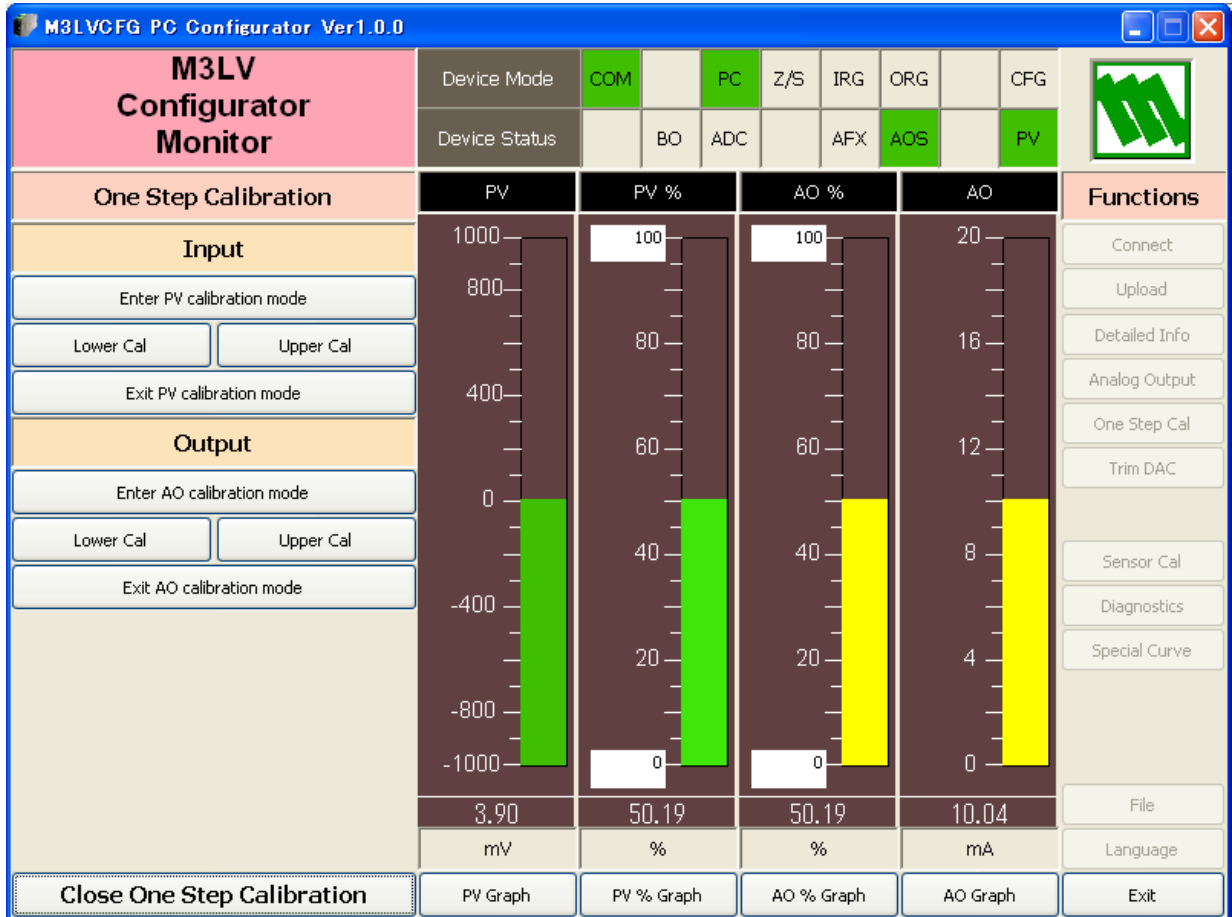 M3LVCFG PC Configurator Ver1.0.0
M3LV
Configurator
Monitor
Device Mode COM PC Z/S IRG ORG CFG
Device Status BO ADC AFX AOS PV
One Step Calibration
Input
Enter PV calibration mode
Lower Cal Upper Cal
Exit PV calibration mode
Output
Enter AO calibration mode
Lower Cal Upper Cal
Exit AO calibration mode
Close One Step Calibration
PV
1000
800
400
0
-400
-800
-1000
3.90
mV
PV Graph
PV %
100
80
60
40
20
0
50.19
%
PV % Graph
AO %
100
80
60
40
20
0
50.19
%
AO % Graph
AO
20
16
12
8
4
0
10.04
mA
AO Graph
Functions
Connect
Upload
Detailed Info
Analog Output
One Step Cal
Trim DAC
Sensor Cal
Diagnostics
Special Curve
File
Language
Exit